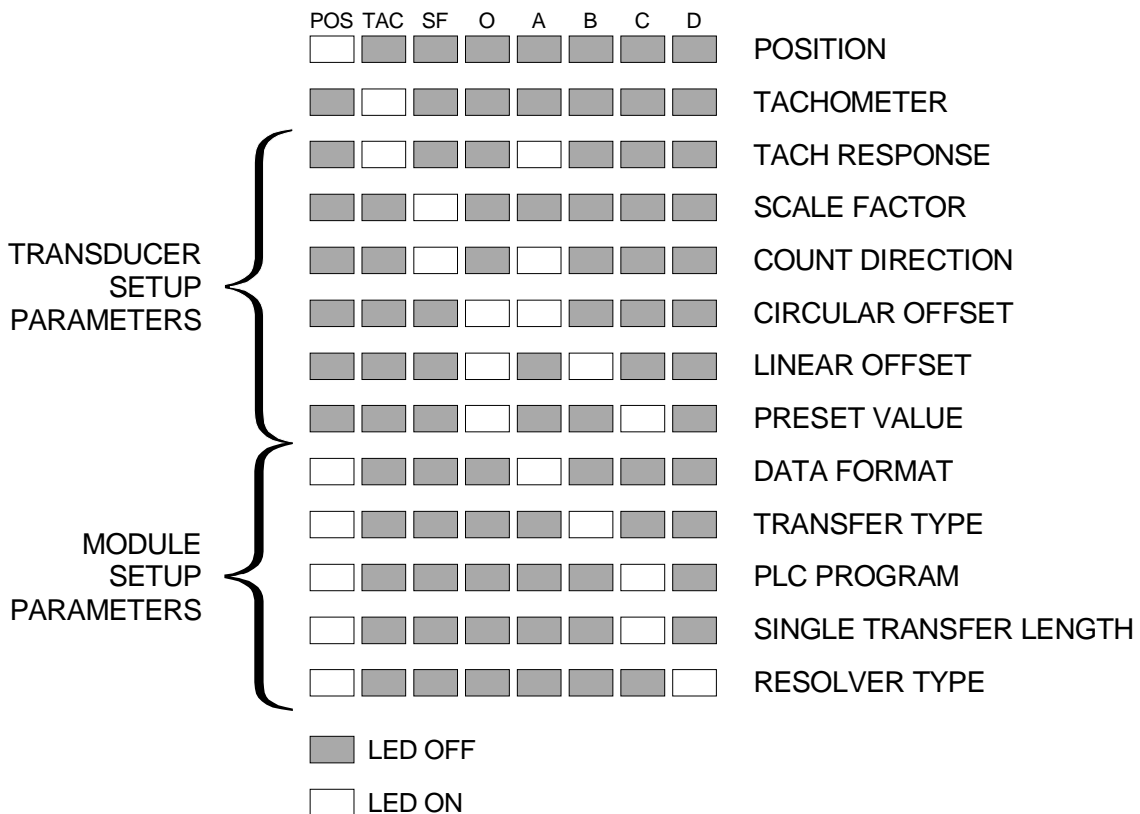 POS TAC SF O A B C D
POSITION
TACHOMETER
TACH RESPONSE
SCALE FACTOR
COUNT DIRECTION
CIRCULAR OFFSET
LINEAR OFFSET
PRESET VALUE
TRANSDUCER
SETUP
PARAMETERS
DATA FORMAT
TRANSFER TYPE
PLC PROGRAM
SINGLE TRANSFER LENGTH
RESOLVER TYPE
MODULE
SETUP
PARAMETERS
LED OFF
LED ON